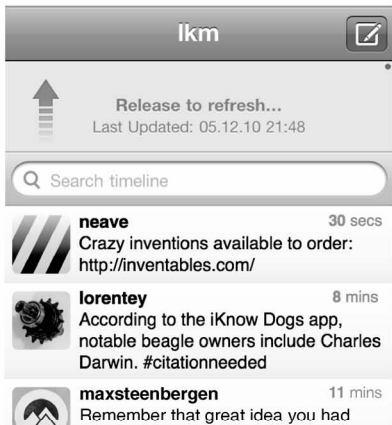 lkm
Release to refresh...
Last Updated: 05.12.10 21:48
Search timeline
neave 30 secs
Crazy inventions available to order:
http://inventables.com/
lorentey 8 mins
According to the iKnow Dogs app,
notable beagle owners include Charles
Darwin. #citationneeded
maxsteenbergen 11 mins
Remember that great idea you had